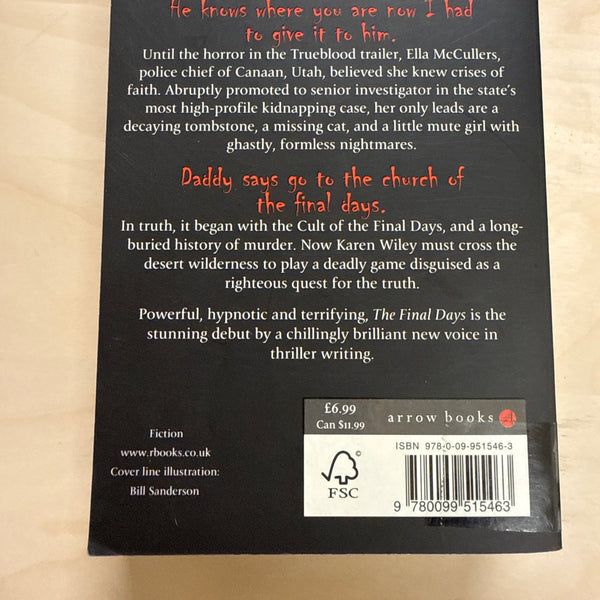 He knows where you are now I had
to give it to him.
Until the horror in the Trueblood trailer, Ella McCullers,
police chief of Canaan, Utah, believed she knew crises of
faith. Abruptly promoted to senior investigator in the state's
most high-profile kidnapping case, her only leads are a
decaying tombstone, a missing cat, and a little mute girl with
ghastly, formless nightmares.
Daddy says go to the church of
the final days.
In truth, it began with the Cult of the Final Days, and a long-
buried history of murder. Now Karen Wiley must cross the
desert wilderness to play a deadly game disguised as a
righteous quest for the truth.
Powerful, hypnotic and terrifying, The Final Days is the
stunning debut by a chillingly brilliant new voice in
thriller writing.
Fiction
www.rbooks.co.uk
Cover line illustration:
Bill Sanderson
£6.99
Can $11.99
arrow books
ISBN 978-0-09-951546-3
FSC
©
9 780099 515463